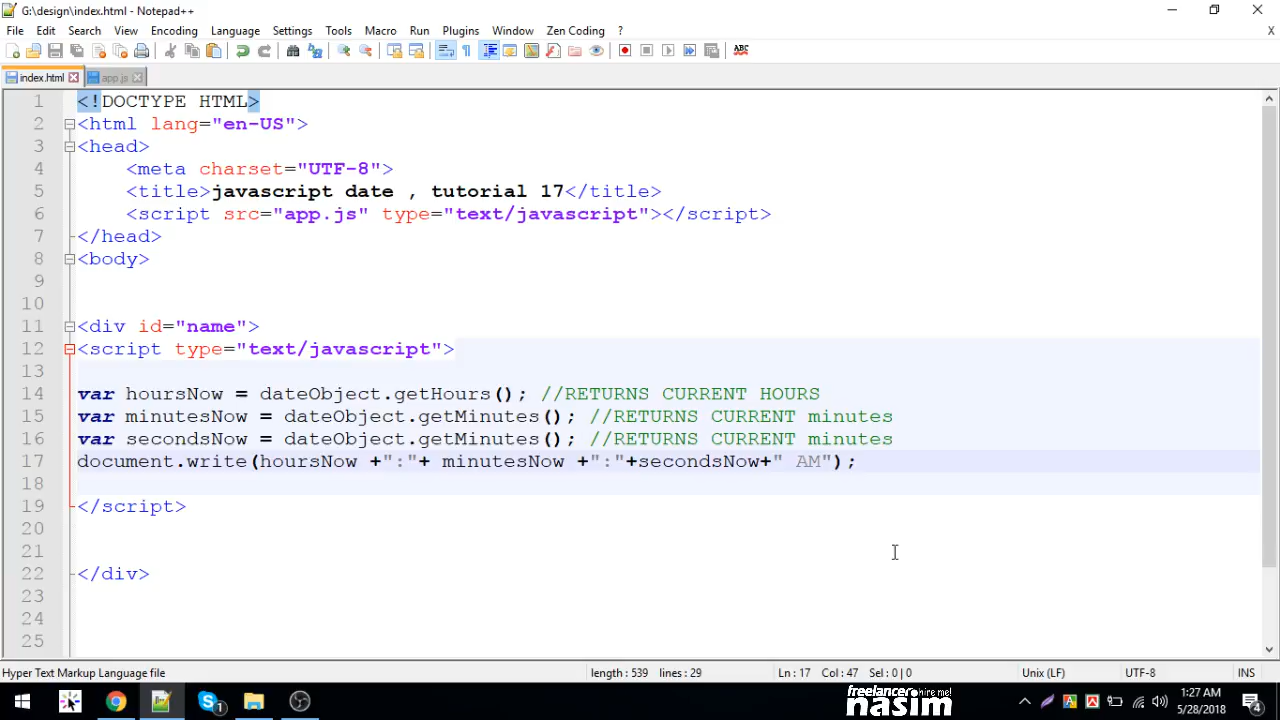 G:\design\index.html - Notepad++
File Edit Search View Encoding Language Settings Tools Macro Run Plugins Window Zen Coding ? X
ABC
index.html app.js
1 <!DOCTYPE HTML>
2 <html lang="en-US">
3 <head>
4 <meta charset="UTF-8">
5 <title>javascript date , tutorial 17</title>
6 <script src="app.js" type="text/javascript"></script>
7 </head>
8 <body>
9
10
11 <div id="name">
12 <script type="text/javascript">
13
14 var hoursNow = dateObject.getHours(); //RETURNS CURRENT HOURS
15 var minutesNow = dateObject.getMinutes(); //RETURNS CURRENT minutes
16 var secondsNow = dateObject.getMinutes(); //RETURNS CURRENT minutes
17 document.write(hoursNow +":"+ minutesNow +":"+secondsNow+" AM");
18
19 </script>
20
21
22 </div>
23
24
25
Hyper Text Markup Language file length : 539 lines : 29 Ln : 17 Col : 47 Sel : 0 | 0 Unix (LF) UTF-8 INS
freelancer hire me!
nasim
1:27 AM
5/28/2018
1
4